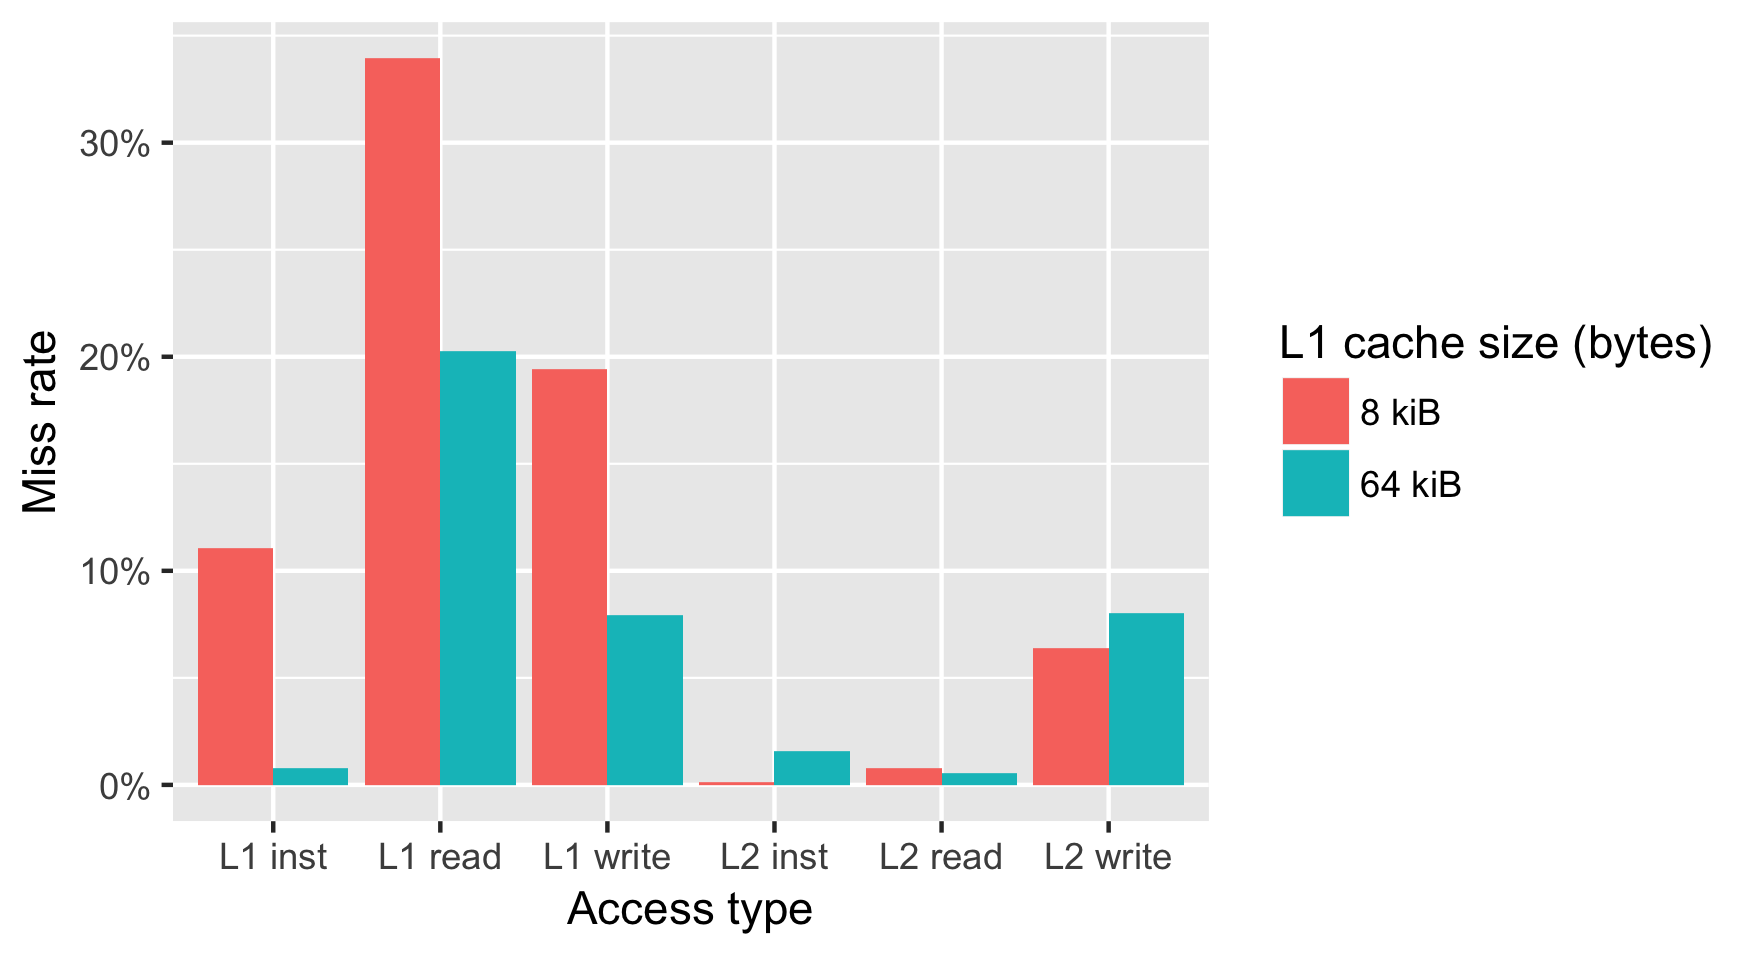 30%
20%
10%
0%
Miss rate
L1 inst
L1 read
L1 write
L2 inst
L2 read
L2 write
Access type
L1 cache size (bytes)
8 kiB
64 kiB